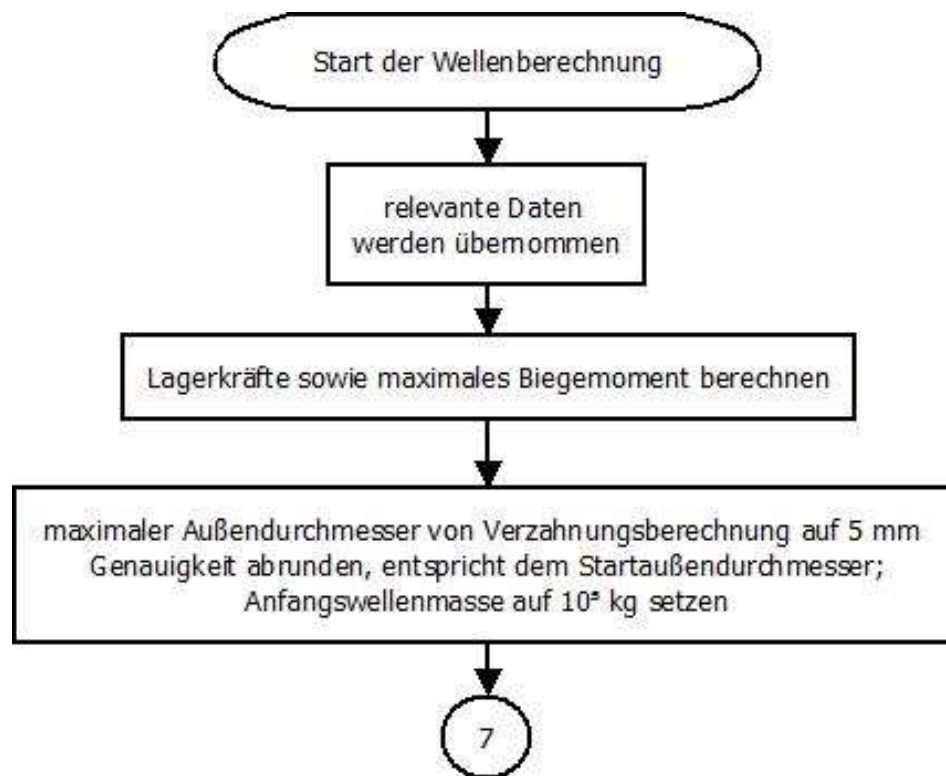 Start der Wellenberechnung
relevante Daten
werden übernommen
Lagerkräfte sowie maximales Biegemoment berechnen
maximaler Außendurchmesser von Verzahnungsberechnung auf 5 mm
Genauigkeit abrunden, entspricht dem Startaußendurchmesser;
Anfangswellenmasse auf kg setzen
7